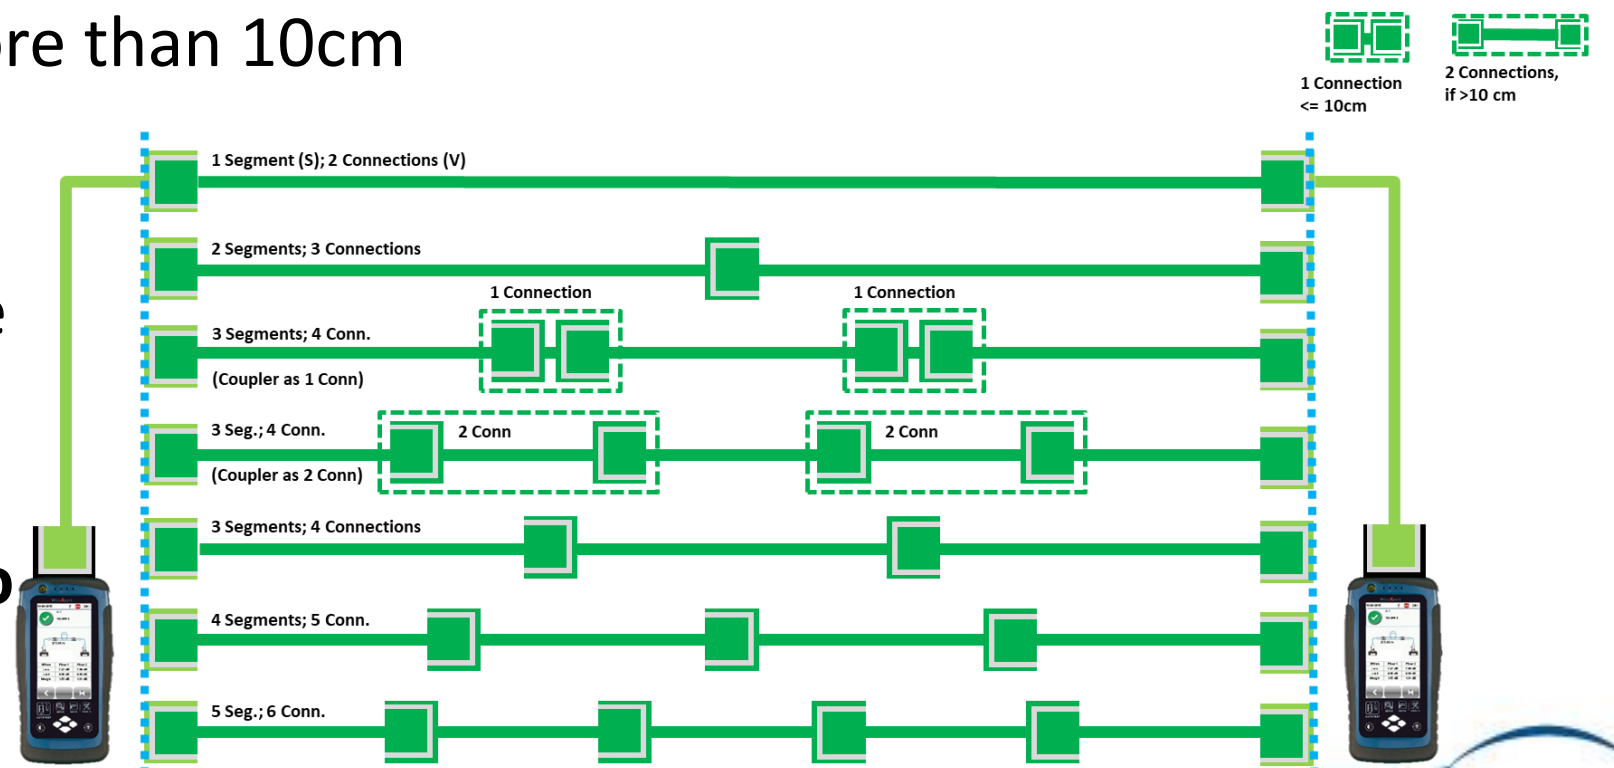 ore than 10cm
1 Connection
<= 10cm
2 Connections,
if >10 cm
1 Segment (S); 2 Connections (V)
2 Segments; 3 Connections
1 Connection
1 Connection
3 Segments; 4 Conn.
(Coupler as 1 Conn)
e
3 Seg.; 4 Conn.
2 Conn
2 Conn
(Coupler as 2 Conn)
3 Segments; 4 Connections
4 Segments; 5 Conn.
5 Seg.; 6 Conn.